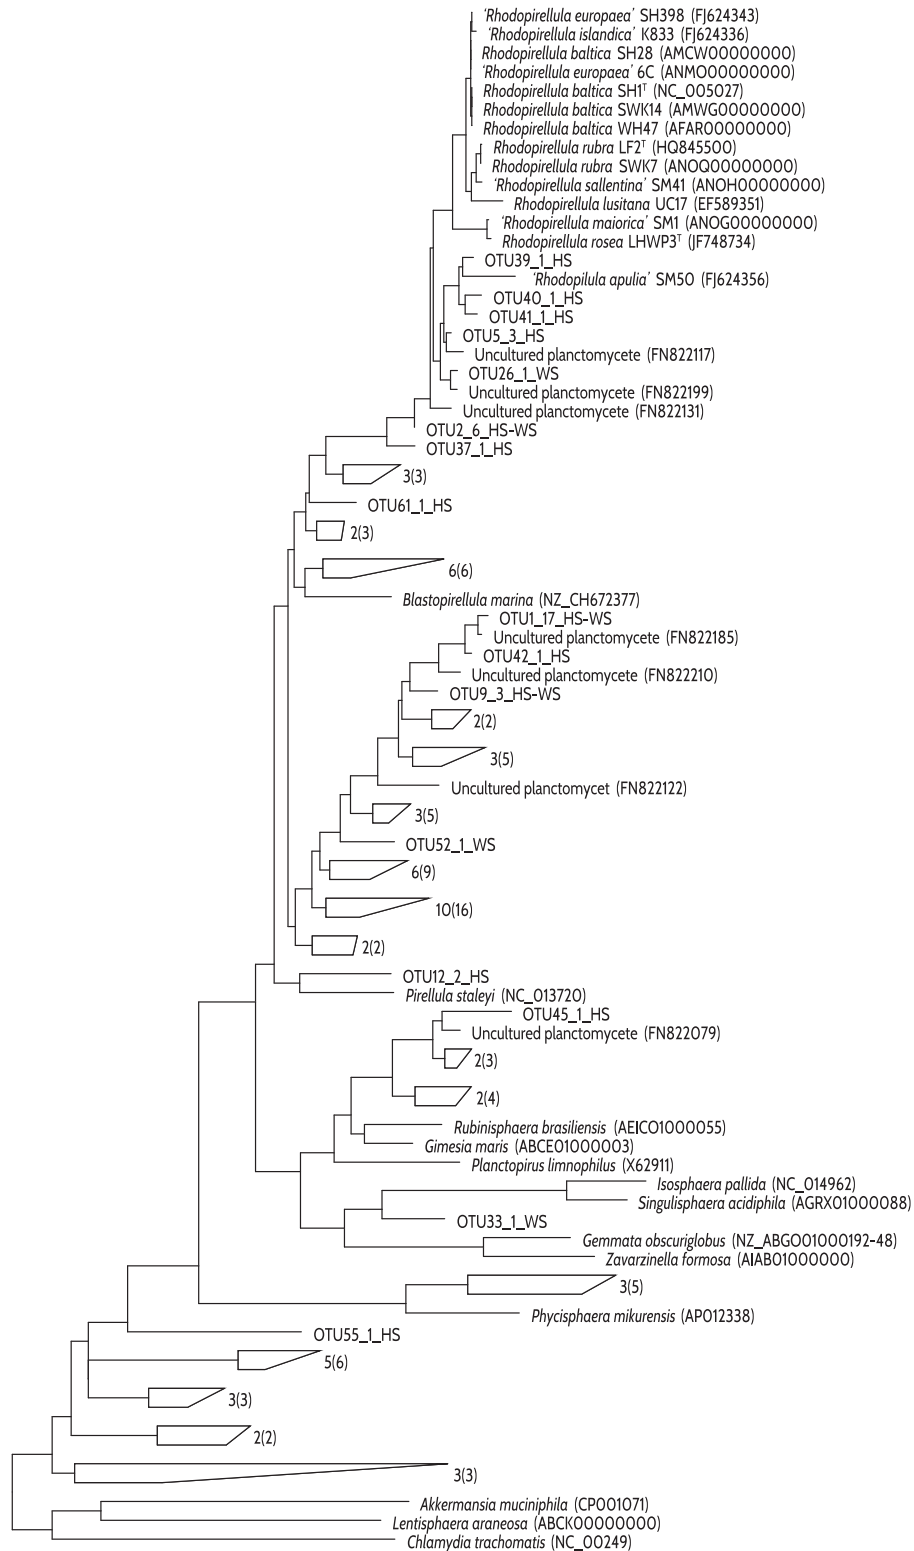 ‘Rhodopirellula europaea’ SH398 (FJ624343)
‘Rhodopirellula islandica’ K833 (FJ624336)
Rhodopirellula baltica SH28 (AMCW00000000)
‘Rhodopirellula europaea’ 6C (ANMO00000000)
Rhodopirellula baltica SH1ᵀ (NC_005027)
Rhodopirellula baltica SWK14 (AMWG00000000)
Rhodopirellula baltica WH47 (AFAR00000000)
Rhodopirellula rubra LF2ᵀ (HQ845500)
Rhodopirellula rubra SWK7 (ANOQ00000000)
‘Rhodopirellula sallentina’ SM41 (ANOH00000000)
Rhodopirellula lusitana UC17 (EF589351)
‘Rhodopirellula maiorica’ SM1 (ANOG00000000)
Rhodopirellula rosea LHWP3ᵀ (JF748734)
OTU39_1_HS
‘Rhodopilula apulia’ SM50 (FJ624356)
OTU40_1_HS
OTU41_1_HS
OTU5_3_HS
Uncultured planctomycete (FN822117)
OTU26_1_WS
Uncultured planctomycete (FN822199)
Uncultured planctomycete (FN822131)
OTU2_6_HS-WS
OTU37_1_HS
3(3)
OTU61_1_HS
2(3)
6(6)
Blastopirellula marina (NZ_CH672377)
OTU1_17_HS-WS
Uncultured planctomycete (FN822185)
OTU42_1_HS
Uncultured planctomycete (FN822210)
OTU9_3_HS-WS
2(2)
3(5)
Uncultured planctomycet (FN822122)
3(5)
OTU52_1_WS
6(9)
10(16)
2(2)
OTU12_2_HS
Pirellula staleyi (NC_013720)
OTU45_1_HS
Uncultured planctomycete (FN822079)
2(3)
2(4)
Rubinisphaera brasiliensis (AEICO1000055)
Gimesia maris (ABCE01000003)
Planctopirus limnophilus (X62911)
Isosphaera pallida (NC_014962)
Singulisphaera acidiphila (AGRX01000088)
OTU33_1_WS
Gemmata obscuriglobus (NZ_ABGO01000192-48)
Zavarzinella formosa (AIAB01000000)
3(5)
Phycisphaera mikurensis (AP012338)
OTU55_1_HS
5(6)
3(3)
2(2)
3(3)
Akkermansia muciniphila (CP001071)
Lentisphaera araneosa (ABCK00000000)
Chlamydia trachomatis (NC_00249)